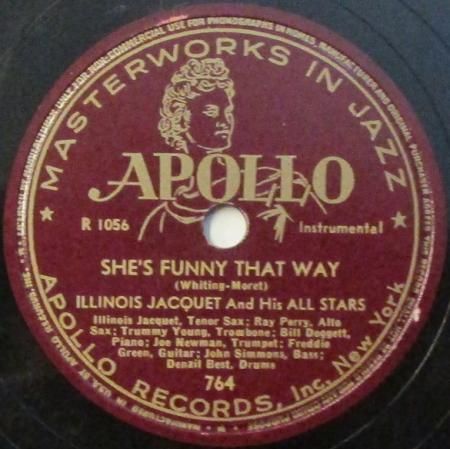 MASTERWORKS IN JAZZ
APOLLO
R 1056
Instrumental
SHE'S FUNNY THAT WAY
(Whiting-Moret)
ILLINOIS JACQUET And His ALL STARS
Illinois Jacquet, Tenor Sax; Ray Perry, Alto
Sax; Trummy Young, Trombone; Bill Doggett,
Piano; Joe Newman, Trumpet; Freddie
Green, Guitar; John Simmons, Bass;
Denzil Best, Drums
764
APOLLO RECORDS, Inc. New York